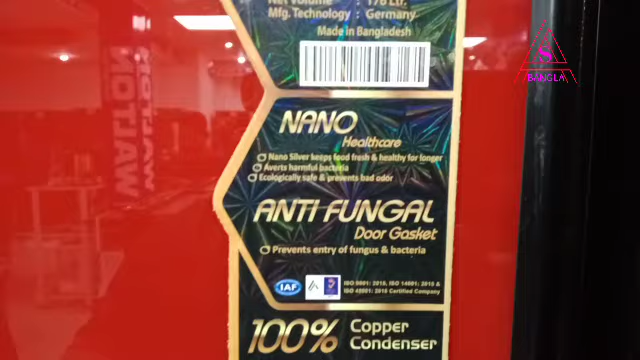 Net Volume : 176 Ltr.
Mfg. Technology : Germany
Made in Bangladesh
NANO
Healthcare
Nano Silver keeps food fresh & healthy for longer
Averts harmful bacteria
Ecologically safe & prevents bad odor
ANTI FUNGAL
Door Gasket
Prevents entry of fungus & bacteria
IAF
ISO 9001: 2015, ISO 14001: 2015 &
ISO 45001: 2018 Certified Company
100% Copper
Condenser
BANGLA
WALTON